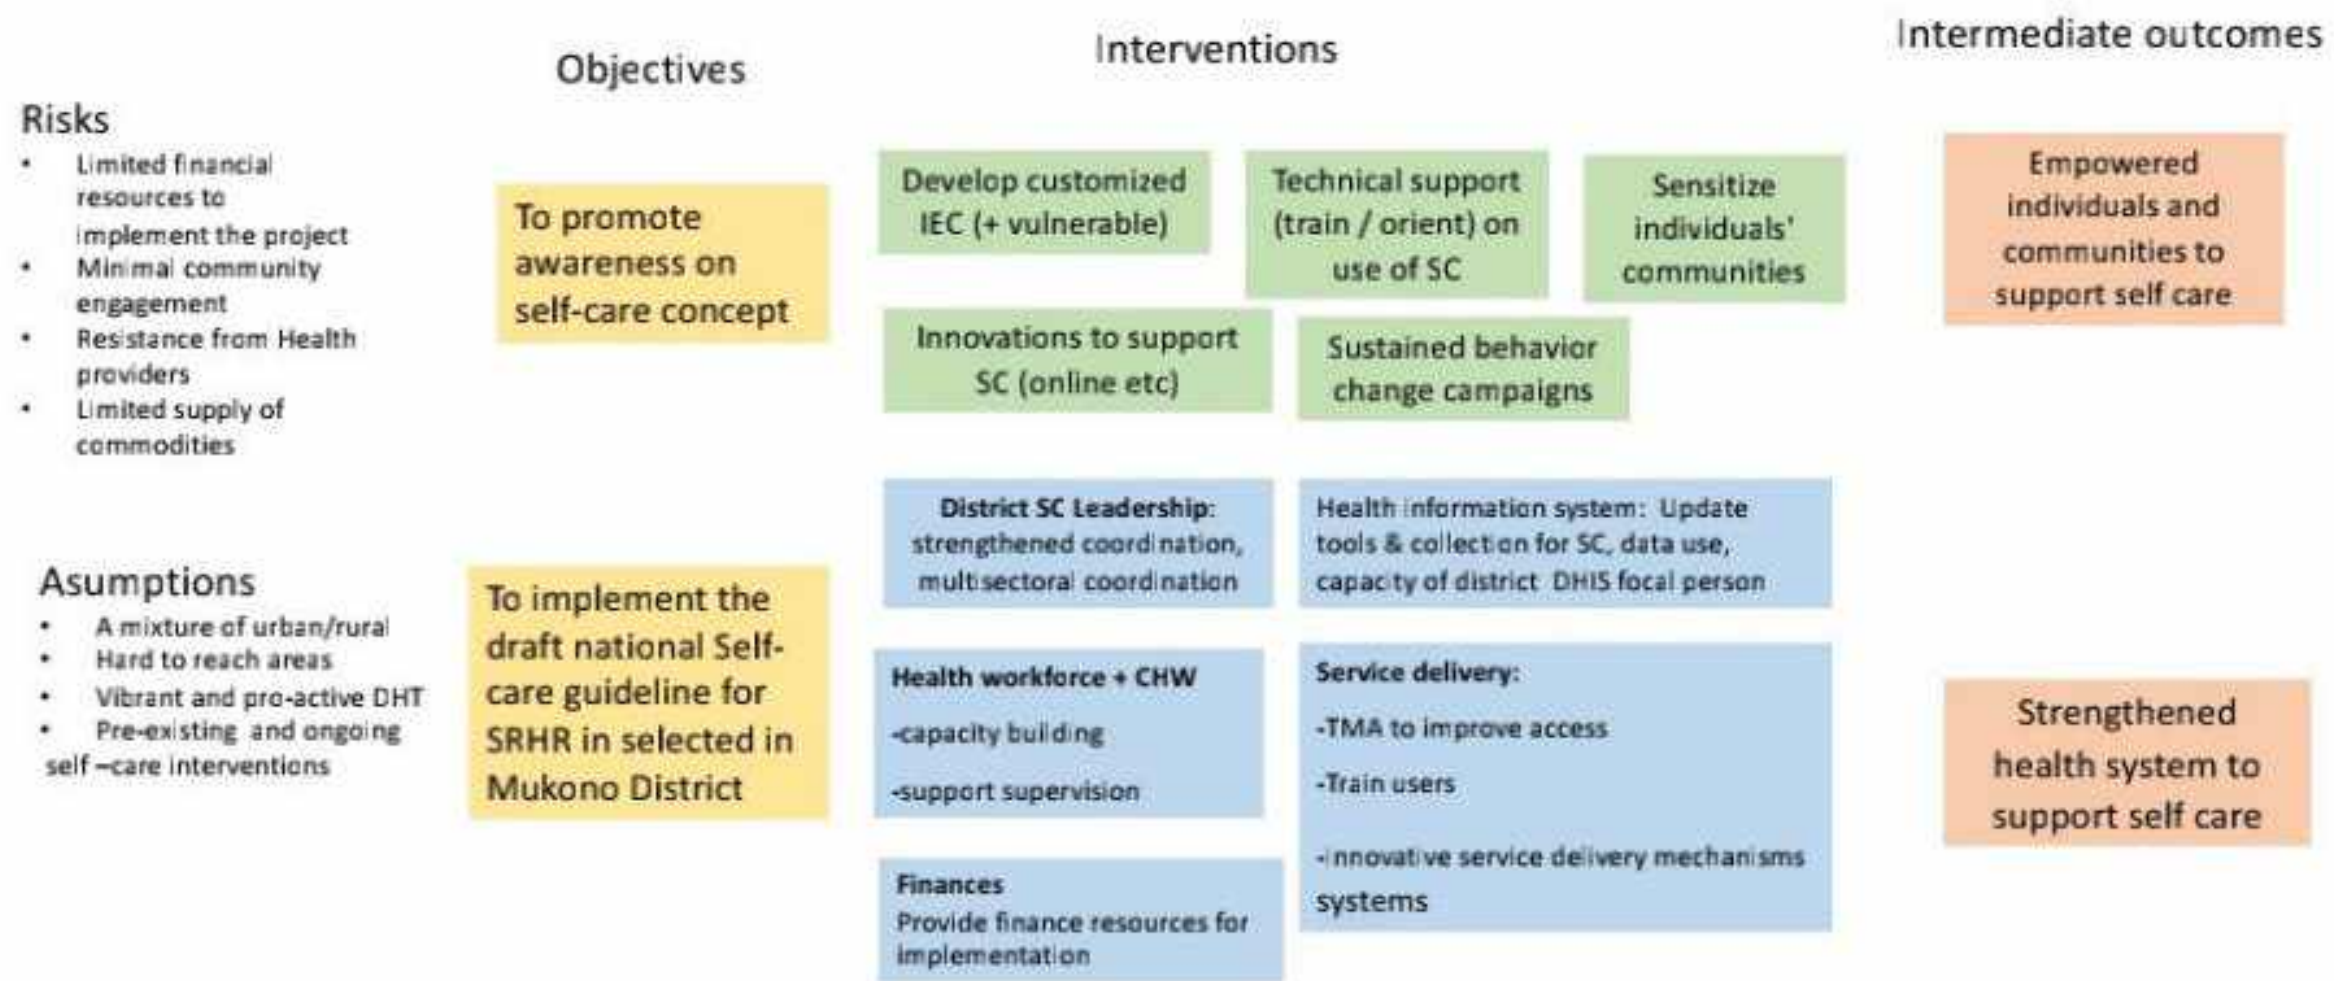 Risks
• Limited financial
resources to
implement the project
• Minimal community
engagement
• Resistance from Health
providers
• Limited supply of
commodities
Asumptions
• A mixture of urban/rural
• Hard to reach areas
• Vibrant and pro-active DHT
• Pre-existing and ongoing
self –care interventions
Objectives
To promote
awareness on
self-care concept
To implement the
draft national Self-
care guideline for
SRHR in selected in
Mukono District
Interventions
Develop customized
IEC (+ vulnerable)
Technical support
(train / orient) on
use of SC
Sensitize
individuals'
communities
Innovations to support
SC (online etc)
Sustained behavior
change campaigns
District SC Leadership:
strengthened coordination,
multisectoral coordination
Health information system: Update
tools & collection for SC, data use,
capacity of district DHIS focal person
Health workforce + CHW
-capacity building
-support supervision
Service delivery:
-TMA to improve access
-Train users
-innovative service delivery mechanisms
systems
Finances
Provide finance resources for
implementation
Intermediate outcomes
Empowered
individuals and
communities to
support self care
Strengthened
health system to
support self care